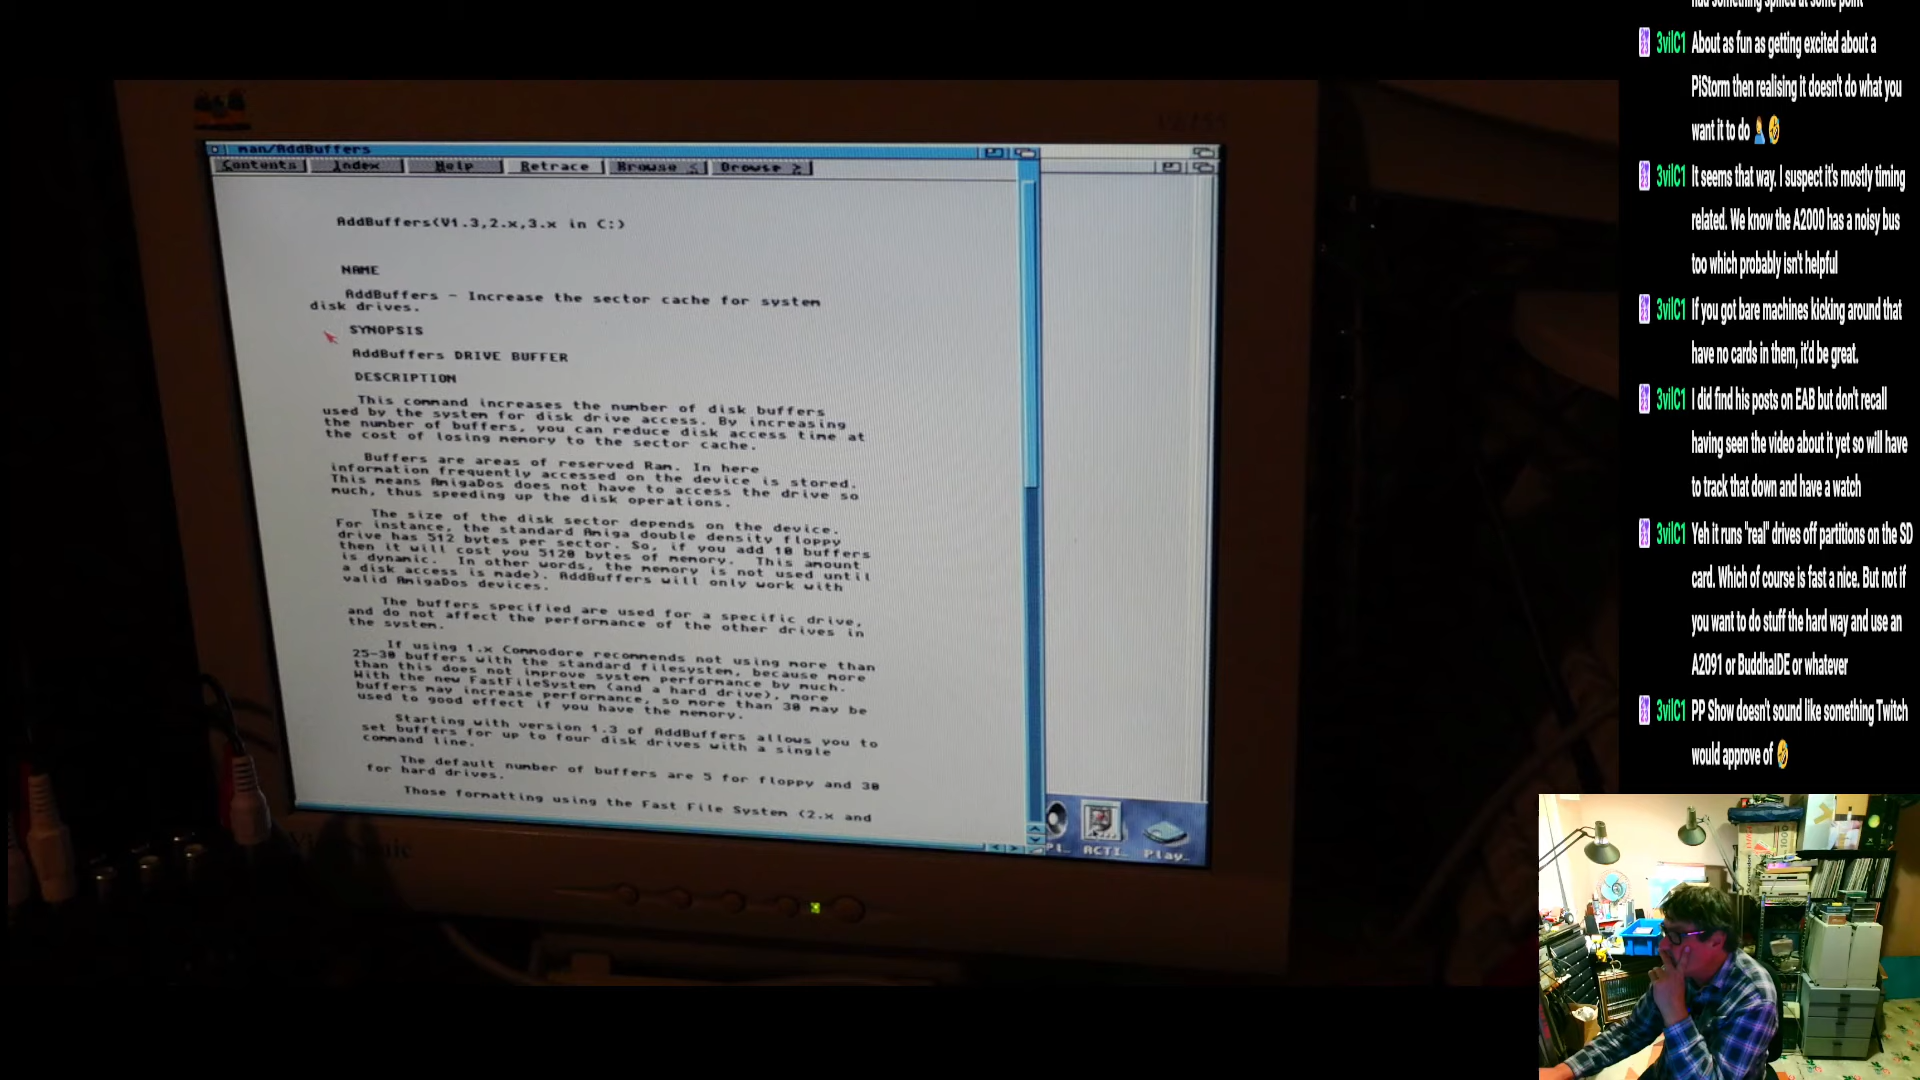 man/AddBuffers
Contents Index Help Retrace Browse < Browse >
AddBuffers(V1.3,2.x,3.x in C:)
NAME
AddBuffers - Increase the sector cache for system
disk drives.
SYNOPSIS
AddBuffers DRIVE BUFFER
DESCRIPTION
This command increases the number of disk buffers
used by the system for disk drive access. By increasing
the number of buffers, you can reduce disk access time at
the cost of losing memory to the sector cache.
Buffers are areas of reserved Ram. In here
information frequently accessed on the device is stored.
This means AmigaDos does not have to access the drive so
much, thus speeding up the disk operations.
The size of the disk sector depends on the device.
For instance, the standard Amiga double density floppy
drive has 512 bytes per sector. So, if you add 10 buffers
then it will cost you 5120 bytes of memory. This amount
is dynamic. In other words, the memory is not used until
a disk access is made). AddBuffers will only work with
valid AmigaDos devices.
The buffers specified are used for a specific drive,
and do not affect the performance of the other drives in
the system.
If using 1.x Commodore recommends not using more than
25-30 buffers with the standard filesystem, because more
than this does not improve system performance by much.
With the new FastFileSystem (and a hard drive), more
buffers may increase performance, so more than 30 may be
used to good effect if you have the memory.
Starting with version 1.3 of AddBuffers allows you to
set buffers for up to four disk drives with a single
command line.
The default number of buffers are 5 for floppy and 30
for hard drives.
Those formatting using the Fast File System (2.x and
ACTI_ Play_
had something spilled at some point
3vilC1 About as fun as getting excited about a
PiStorm then realising it doesn't do what you
want it to do
3vilC1 It seems that way. I suspect it's mostly timing
related. We know the A2000 has a noisy bus
too which probably isn't helpful
3vilC1 If you got bare machines kicking around that
have no cards in them, it'd be great.
3vilC1 I did find his posts on EAB but don't recall
having seen the video about it yet so will have
to track that down and have a watch
3vilC1 Yeh it runs "real" drives off partitions on the SD
card. Which of course is fast a nice. But not if
you want to do stuff the hard way and use an
A2091 or BuddhaIDE or whatever
3vilC1 PP Show doesn't sound like something Twitch
would approve of